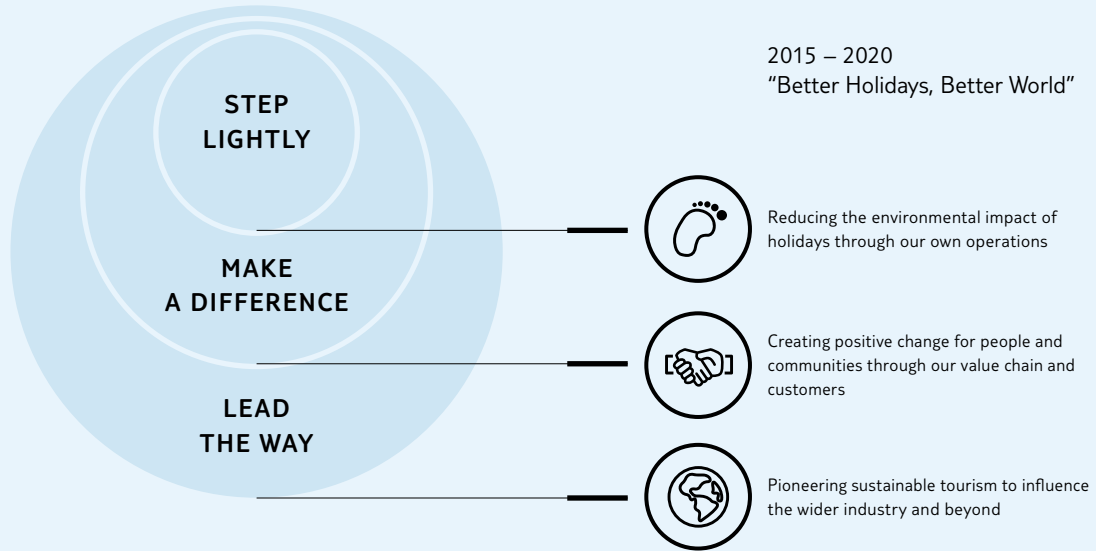 STEP
LIGHTLY
MAKE
A DIFFERENCE
LEAD
THE WAY
2015 – 2020
“Better Holidays, Better World”
Reducing the environmental impact of
holidays through our own operations
Creating positive change for people and
communities through our value chain and
customers
Pioneering sustainable tourism to influence
the wider industry and beyond